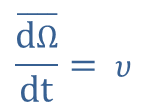 dΩ̅/dt = υ